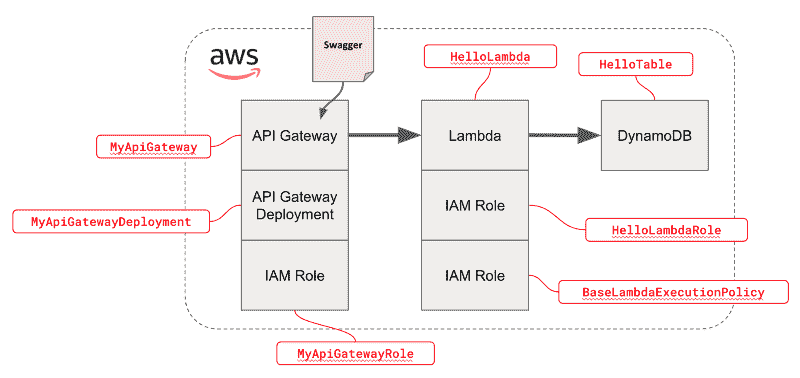 Swagger
aws
HelloLambda
HelloTable
API Gateway
Lambda
DynamoDB
MyApiGateway
API Gateway
Deployment
IAM Role
MyApiGatewayDeployment
HelloLambdaRole
IAM Role
IAM Role
BaseLambdaExecutionPolicy
MyApiGatewayRole